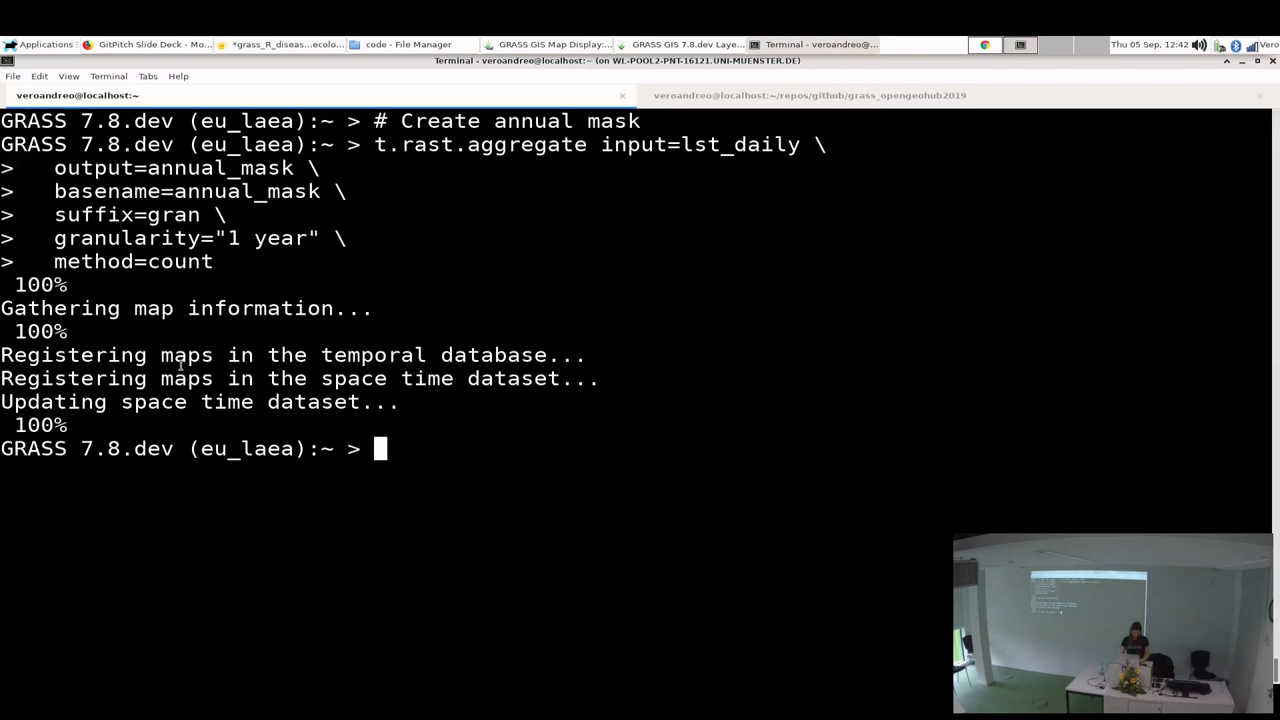 Applications
GitPitch Slide Deck - Mo...
*grass_R_diseas...ecolo...
code - File Manager
GRASS GIS Map Display:...
GRASS GIS 7.8.dev Laye...
Terminal - veroandreo@...
Thu 05 Sep, 12:42
Vero
Terminal - veroandreo@localhost:~ (on WL-POOL2-PNT-16121.UNI-MUENSTER.DE)
File Edit View Terminal Tabs Help
veroandreo@localhost:~
veroandreo@localhost:~/repos/github/grass_opengeohub2019
GRASS 7.8.dev (eu_laea):~ > # Create annual mask
GRASS 7.8.dev (eu_laea):~ > t.rast.aggregate input=lst_daily \
> output=annual_mask \
> basename=annual_mask \
> suffix=gran \
> granularity="1 year" \
> method=count
100%
Gathering map information...
100%
Registering maps in the temporal database...
Registering maps in the space time dataset...
Updating space time dataset...
100%
GRASS 7.8.dev (eu_laea):~ >